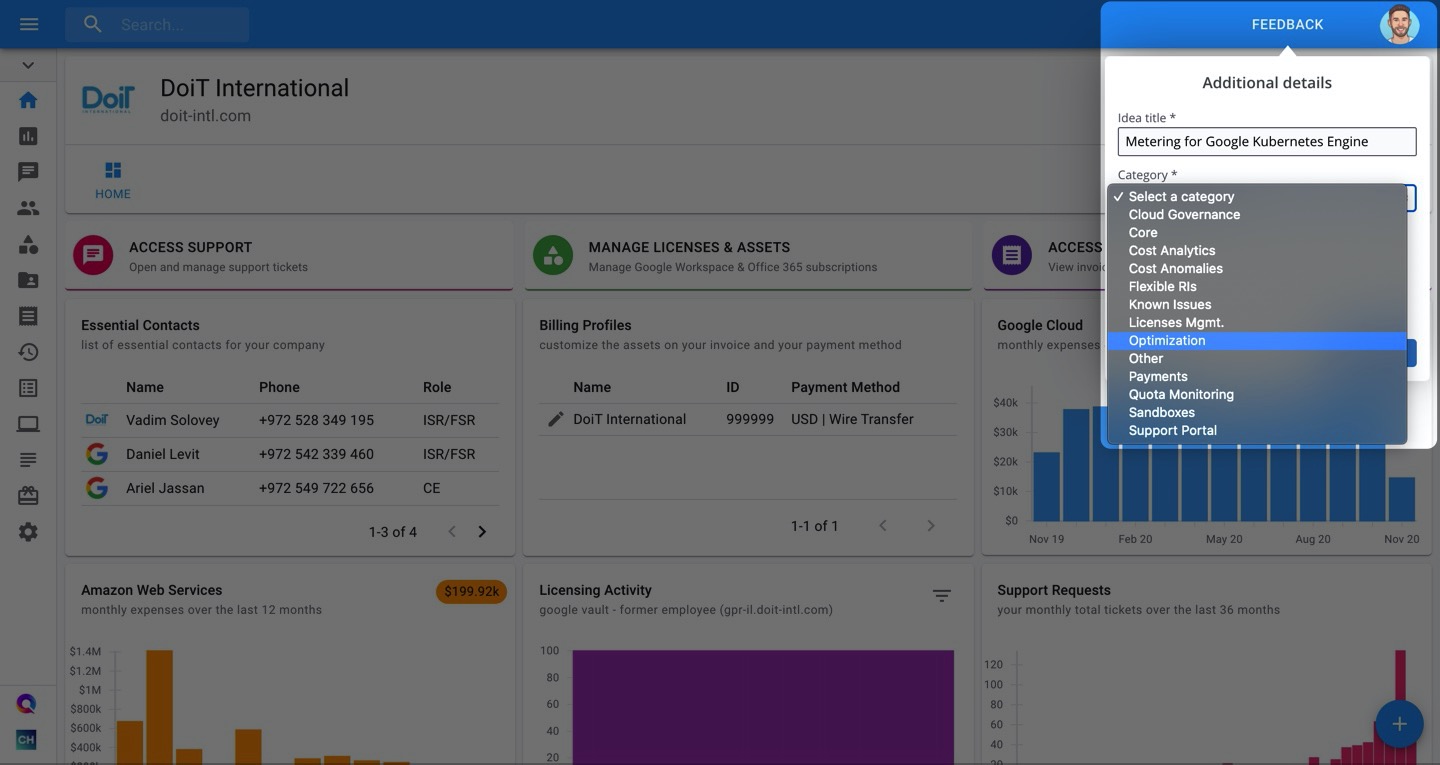 Search...
FEEDBACK
DoiT
INTERNATIONAL
DoiT International
doit-intl.com
HOME
Additional details
Idea title *
Metering for Google Kubernetes Engine
Category *
✓ Select a category
Cloud Governance
Core
Cost Analytics
Cost Anomalies
Flexible RIs
Known Issues
Licenses Mgmt.
Optimization
Other
Payments
Quota Monitoring
Sandboxes
Support Portal
ACCESS SUPPORT
Open and manage support tickets
MANAGE LICENSES & ASSETS
Manage Google Workspace & Office 365 subscriptions
ACCESS
View invoic
Essential Contacts
list of essential contacts for your company
Name Phone Role
DoiT Vadim Solovey +972 528 349 195 ISR/FSR
Daniel Levit +972 542 339 460 ISR/FSR
Ariel Jassan +972 549 722 656 CE
1-3 of 4
Billing Profiles
customize the assets on your invoice and your payment method
Name ID Payment Method
DoiT International 999999 USD | Wire Transfer
1-1 of 1
Google Cloud
monthly expenses
$40k
$30k
$20k
$10k
$0
Nov 19 Feb 20 May 20 Aug 20 Nov 20
Amazon Web Services
$199.92k
monthly expenses over the last 12 months
$1.4M
$1.2M
$1M
$800k
$600k
$400k
Licensing Activity
google vault - former employee (gpr-il.doit-intl.com)
100
80
60
40
20
Support Requests
your monthly total tickets over the last 36 months
120
100
80
60
40
CH